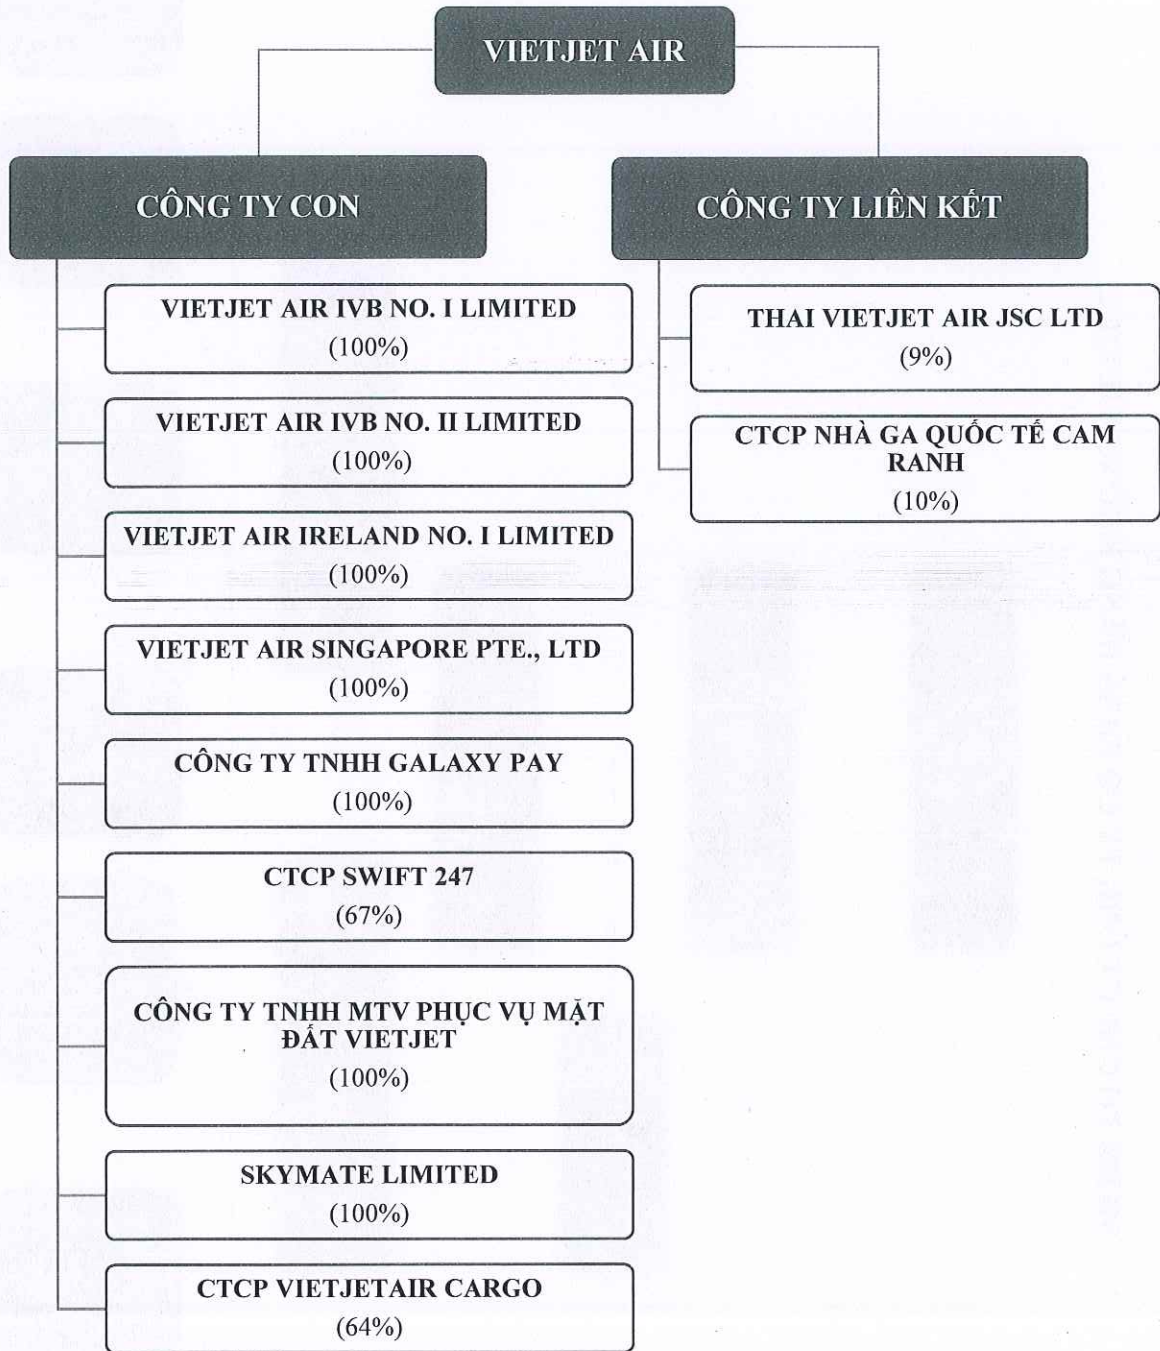 VIETJET AIR
CÔNG TY CON
VIETJET AIR IVB NO. I LIMITED
(100%)
VIETJET AIR IVB NO. II LIMITED
(100%)
VIETJET AIR IRELAND NO. I LIMITED
(100%)
VIETJET AIR SINGAPORE PTE., LTD
(100%)
CÔNG TY TNHH GALAXY PAY
(100%)
CTCP SWIFT 247
(67%)
CÔNG TY TNHH MTV PHỤC VỤ MẶT
ĐẤT VIETJET
(100%)
SKYMATE LIMITED
(100%)
CTCP VIETJETAIR CARGO
(64%)
CÔNG TY LIÊN KẾT
THAI VIETJET AIR JSC LTD
(9%)
CTCP NHÀ GA QUỐC TẾ CAM
RANH
(10%)